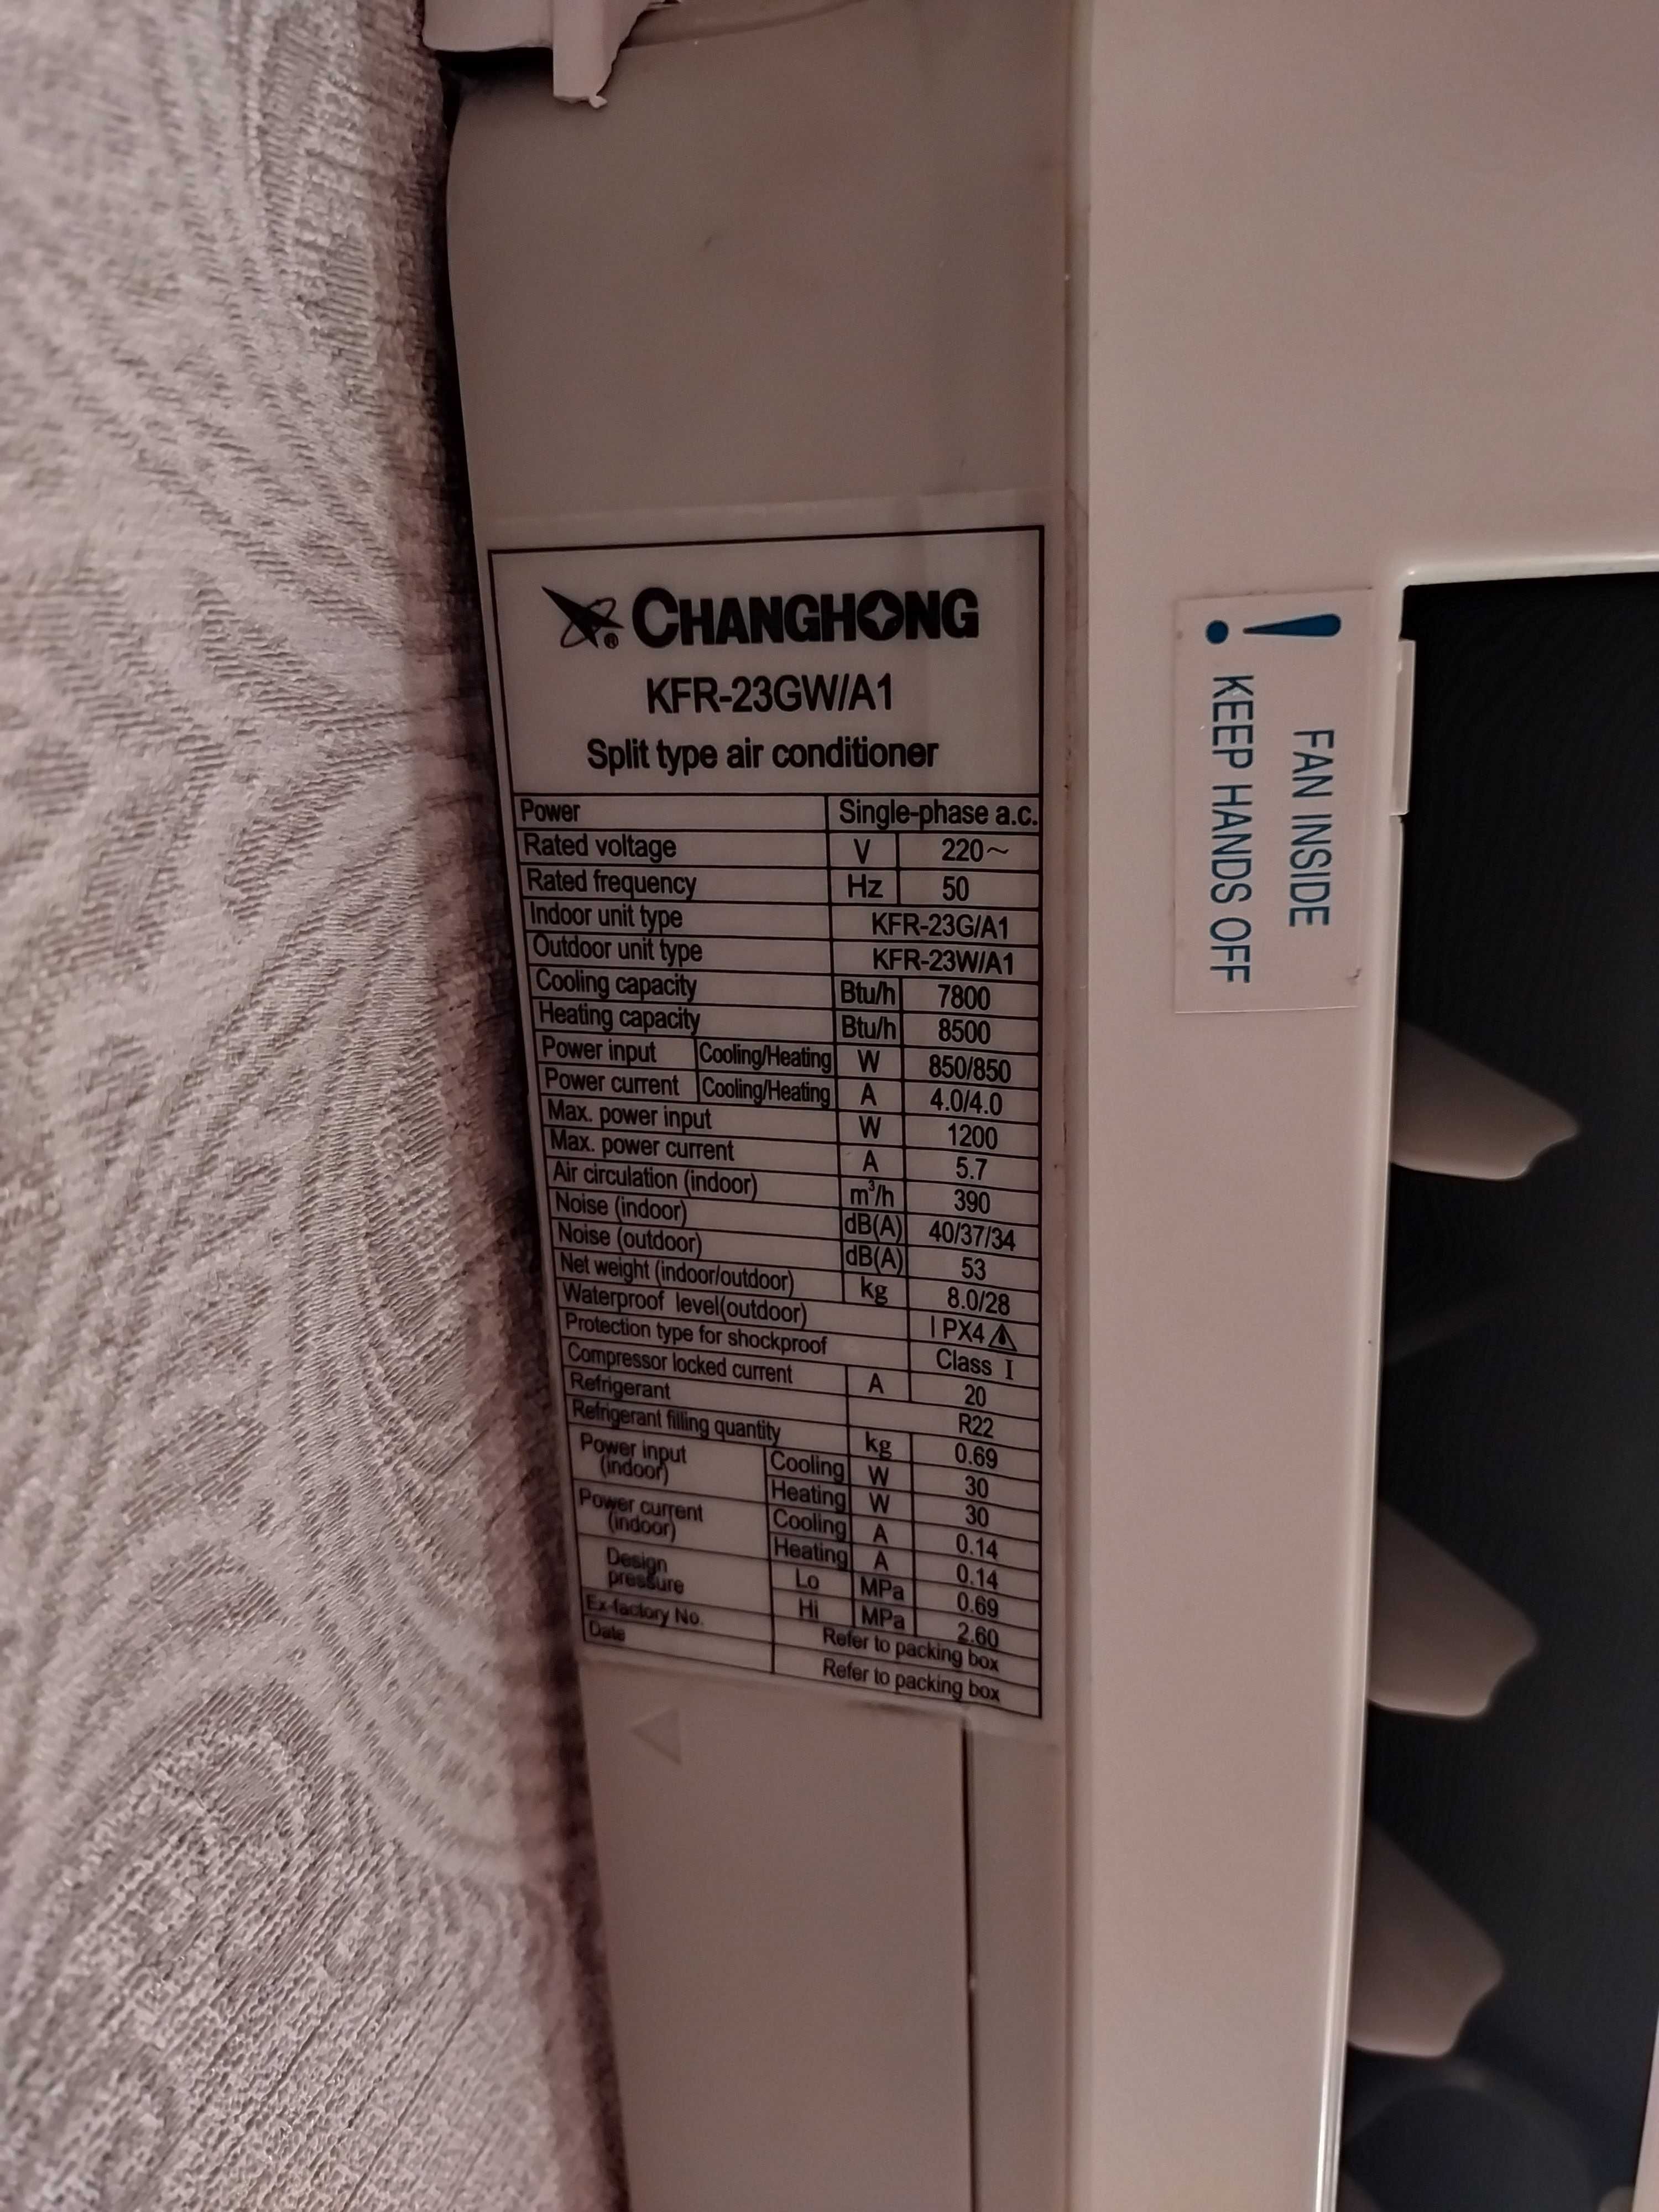 CHANGHONG ®
KFR-23GW/A1
Split type air conditioner
Power Single-phase a.c.
Rated voltage V 220~
Rated frequency Hz 50
Indoor unit type KFR-23G/A1
Outdoor unit type KFR-23W/A1
Cooling capacity Btu/h 7800
Heating capacity Btu/h 8500
Power input Cooling/Heating W 850/850
Power current Cooling/Heating A 4.0/4.0
Max. power input W 1200
Max. power current A 5.7
Air circulation (indoor) m³/h 390
Noise (indoor) dB(A) 40/37/34
Noise (outdoor) dB(A) 53
Net weight (indoor/outdoor) kg 8.0/28
Waterproof level(outdoor) IPX4
Protection type for shockproof Class I
Compressor locked current A 20
Refrigerant R22
Refrigerant filling quantity kg 0.69
Power input (indoor) Cooling W 30
Heating W 30
Power current (indoor) Cooling A 0.14
Heating A 0.14
Design pressure Lo MPa 0.69
Hi MPa 2.60
Ex-factory No. Refer to packing box
Date Refer to packing box
! FAN INSIDE
KEEP HANDS OFF